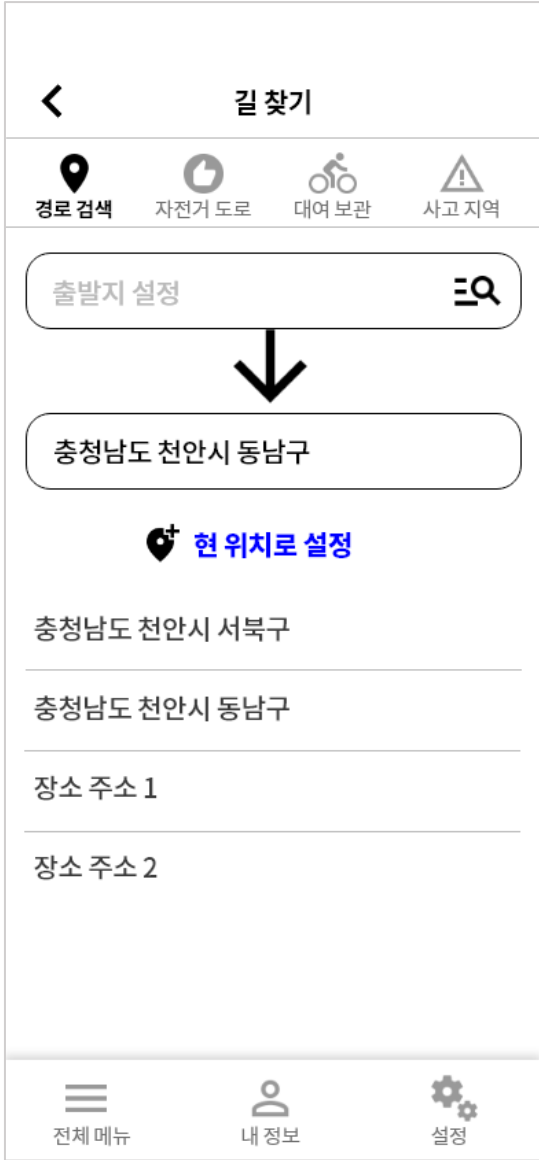 길 찾기
경로 검색 자전거 도로 대여 보관 사고 지역
출발지 설정
충청남도 천안시 동남구
현 위치로 설정
충청남도 천안시 서북구
충청남도 천안시 동남구
장소 주소 1
장소 주소 2
전체 메뉴 내 정보 설정